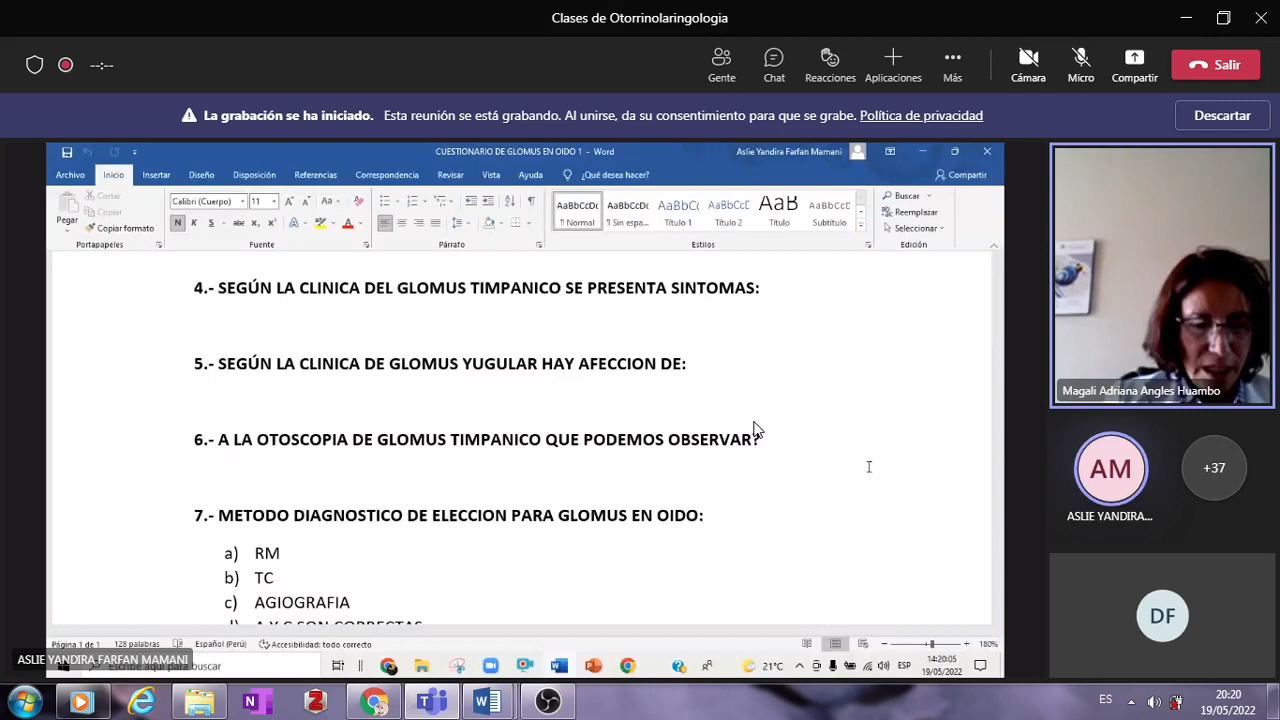 Clases de Otorrinolaringologia
--:--
Gente
Chat
Reacciones
Aplicaciones
Más
Cámara
Micro
Compartir
Salir
La grabación se ha iniciado. Esta reunión se está grabando. Al unirse, da su consentimiento para que se grabe. Política de privacidad
Descartar
CUESTIONARIO DE GLOMUS EN OIDO 1 - Word
Aslie Yandira Farfan Mamani
Archivo Inicio Insertar Diseño Disposición Referencias Correspondencia Revisar Vista Ayuda ¿Qué desea hacer? Compartir
Pegar
Cortar
Copiar
Copiar formato
Portapapeles
Calibri (Cuerpo) 11
Fuente
Párrafo
AaBbCcDc AaBbCcDc AaBbCc AaBbCcD AaB AaBbCcD
¶ Normal ¶ Sin espa... Título 1 Título 2 Título Subtítulo
Estilos
Buscar
Reemplazar
Seleccionar
Edición
4.- SEGÚN LA CLINICA DEL GLOMUS TIMPANICO SE PRESENTA SINTOMAS:
5.- SEGÚN LA CLINICA DE GLOMUS YUGULAR HAY AFECCION DE:
6.- A LA OTOSCOPIA DE GLOMUS TIMPANICO QUE PODEMOS OBSERVAR?
7.- METODO DIAGNOSTICO DE ELECCION PARA GLOMUS EN OIDO:
a) RM
b) TC
c) AGIOGRAFIA
d) A Y C SON CORRECTAS
Página 1 de 1 128 palabras Español (Perú) Accesibilidad: todo correcto 180%
ASLIE YANDIRA FARFAN MAMANI
Escribe aquí para buscar
21°C
ESP
14:20:05
19/05/2022
Magali Adriana Angles Huambo
AM
ASLIE YANDIRA...
+37
DF
ES
20:20
19/05/2022